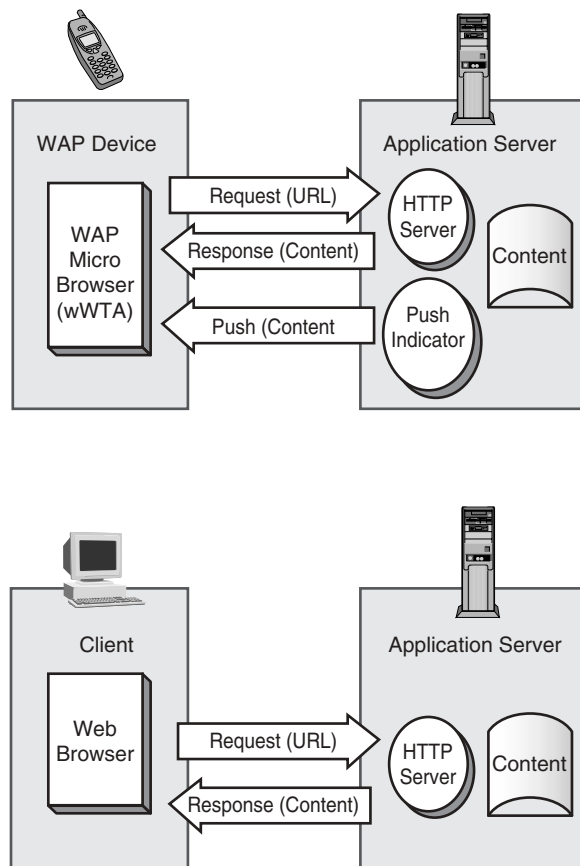 WAP Device
Application Server
Request (URL)
Response (Content)
Push (Content
WAP
Micro
Browser
(wWTA)
HTTP
Server
Content
Push
Indicator
Client
Application Server
Web
Browser
Request (URL)
Response (Content)
HTTP
Server
Content